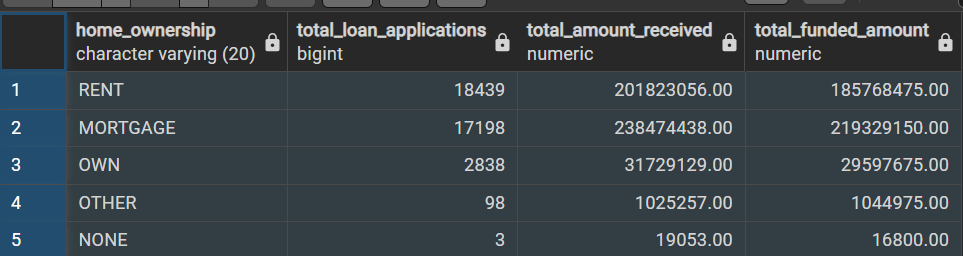 home_ownership total_loan_applications total_amount_received total_funded_amount
character varying (20) bigint numeric numeric
1 RENT 18439 201823056.00 185768475.00
2 MORTGAGE 17198 238474438.00 219329150.00
3 OWN 2838 31729129.00 29597675.00
4 OTHER 98 1025257.00 1044975.00
5 NONE 3 19053.00 16800.00